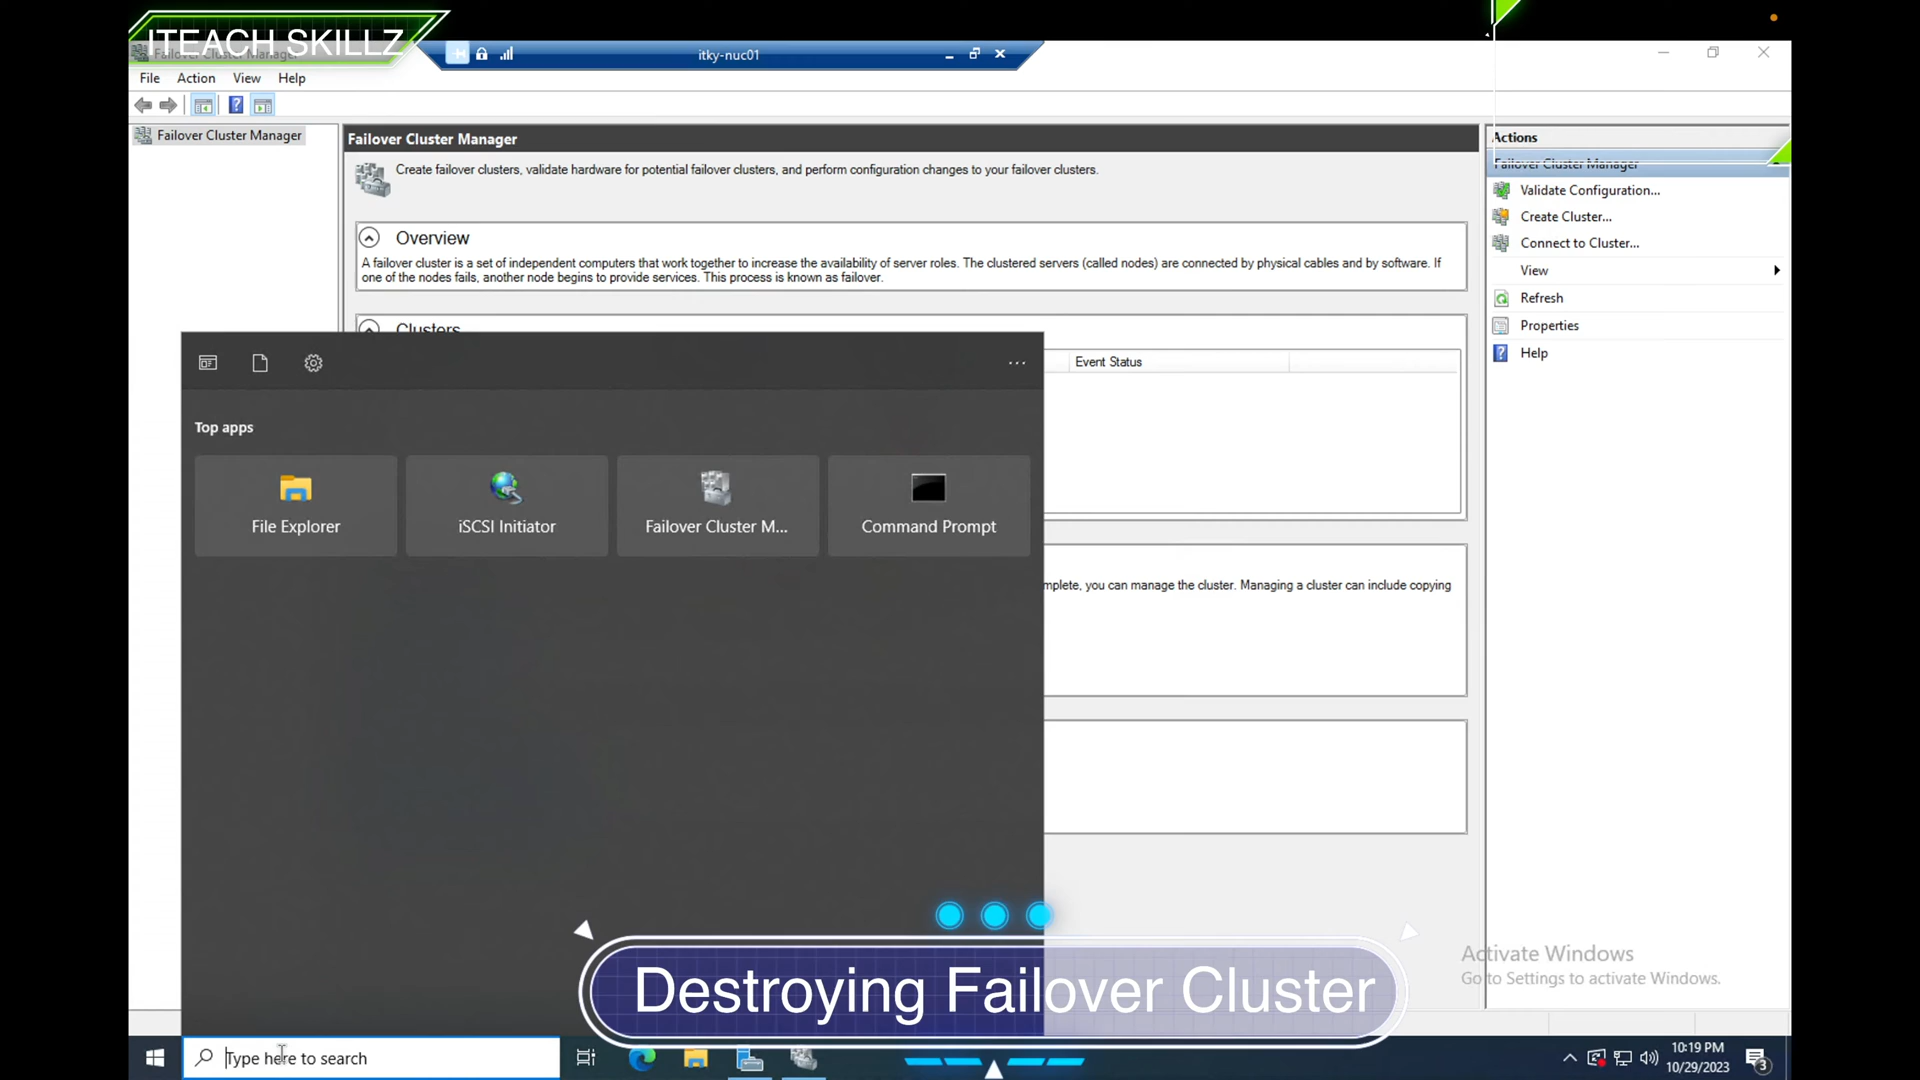 ITEACH SKILLZ
Failover Cluster Manager
itky-nuc01
File Action View Help
Failover Cluster Manager
Failover Cluster Manager
Create failover clusters, validate hardware for potential failover clusters, and perform configuration changes to your failover clusters.
Overview
A failover cluster is a set of independent computers that work together to increase the availability of server roles. The clustered servers (called nodes) are connected by physical cables and by software. If
one of the nodes fails, another node begins to provide services. This process is known as failover.
Clusters
Event Status
mplete, you can manage the cluster. Managing a cluster can include copying
Actions
Failover Cluster Manager
Validate Configuration...
Create Cluster...
Connect to Cluster...
View
Refresh
Properties
Help
Top apps
File Explorer
iSCSI Initiator
Failover Cluster M...
Command Prompt
Activate Windows
Go to Settings to activate Windows.
Destroying Failover Cluster
Type here to search
10:19 PM
10/29/2023
3